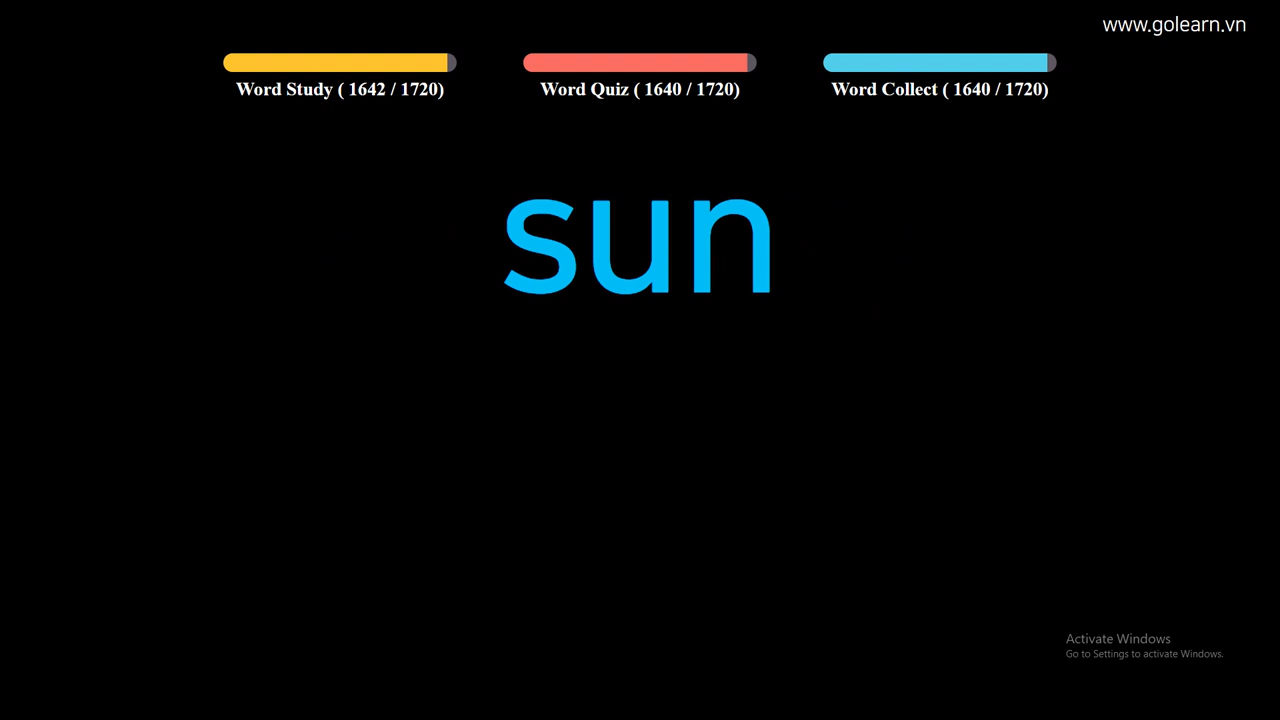 www.golearn.vn
Word Study ( 1642 / 1720)
Word Quiz ( 1640 / 1720)
Word Collect ( 1640 / 1720)
sun
Activate Windows
Go to Settings to activate Windows.